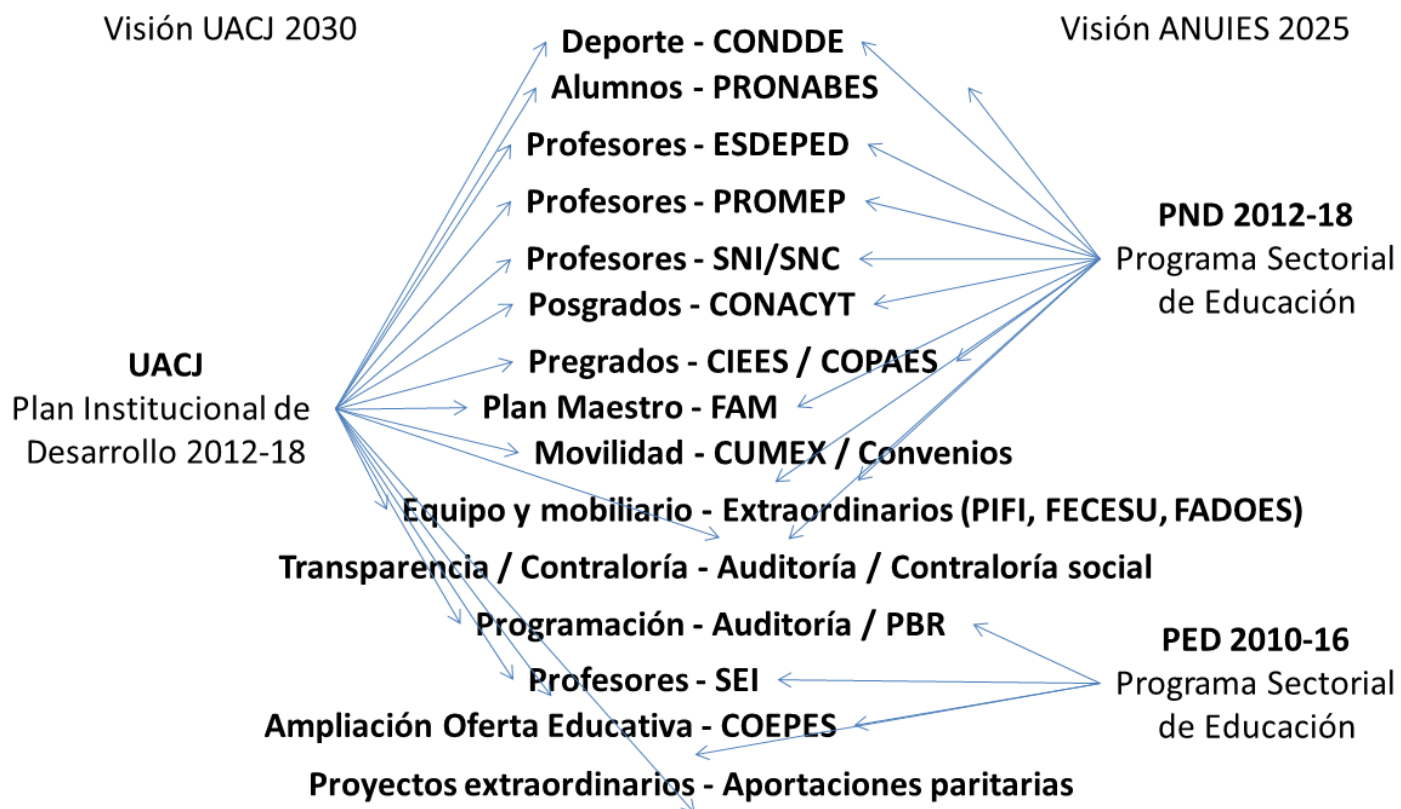 Visión UACJ 2030
Visión ANUIES 2025
Deporte - CONDDE
Alumnos - PRONABES
Profesores - ESDEPED
Profesores - PROMEP
Profesores - SNI/SNC
Posgrados - CONACYT
Pregrados - CIEES / COPAES
Plan Maestro - FAM
Movilidad - CUMEX / Convenios
Equipo y mobiliario - Extraordinarios (PIFI, FECESU, FADOES)
Transparencia / Contraloría - Auditoría / Contraloría social
Programación - Auditoría / PBR
Profesores - SEI
Ampliación Oferta Educativa - COEPES
Proyectos extraordinarios - Aportaciones paritarias
UACJ
Plan Institucional de
Desarrollo 2012-18
PND 2012-18
Programa Sectorial
de Educación
PED 2010-16
Programa Sectorial
de Educación